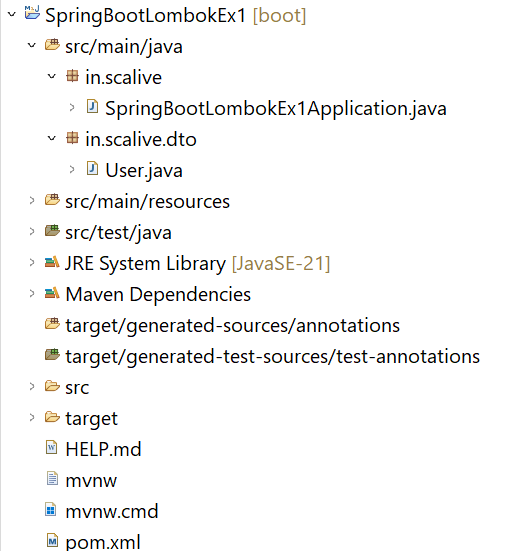 SpringBootLombokEx1 [boot]
src/main/java
in.scalive
SpringBootLombokEx1Application.java
in.scalive.dto
User.java
src/main/resources
src/test/java
JRE System Library [JavaSE-21]
Maven Dependencies
target/generated-sources/annotations
target/generated-test-sources/test-annotations
src
target
HELP.md
mvnw
mvnw.cmd
pom.xml